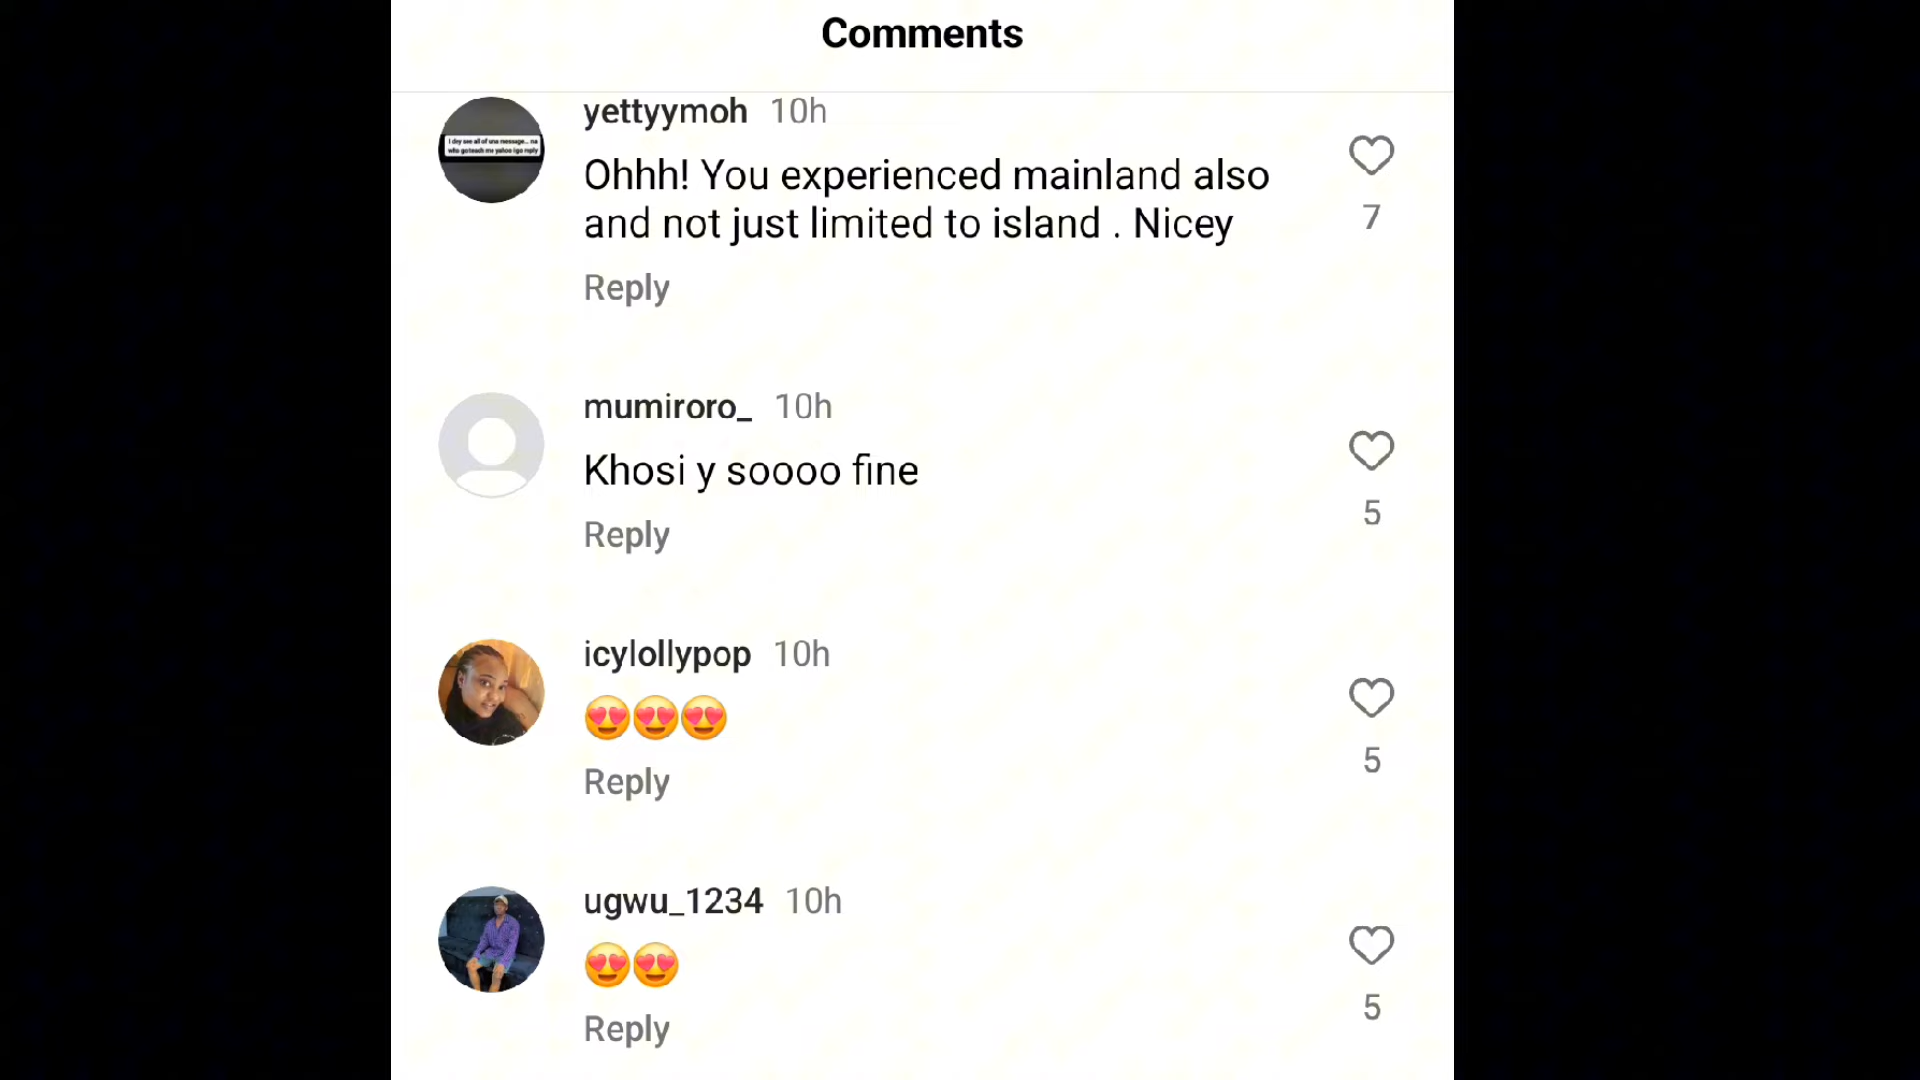 Comments
yettyymoh 10h
Ohhh! You experienced mainland also
and not just limited to island . Nicey
7
Reply
mumiroro_ 10h
Khosi y soooo fine
5
Reply
icylollypop 10h
😍😍😍
5
Reply
ugwu_1234 10h
😍😍
5
Reply